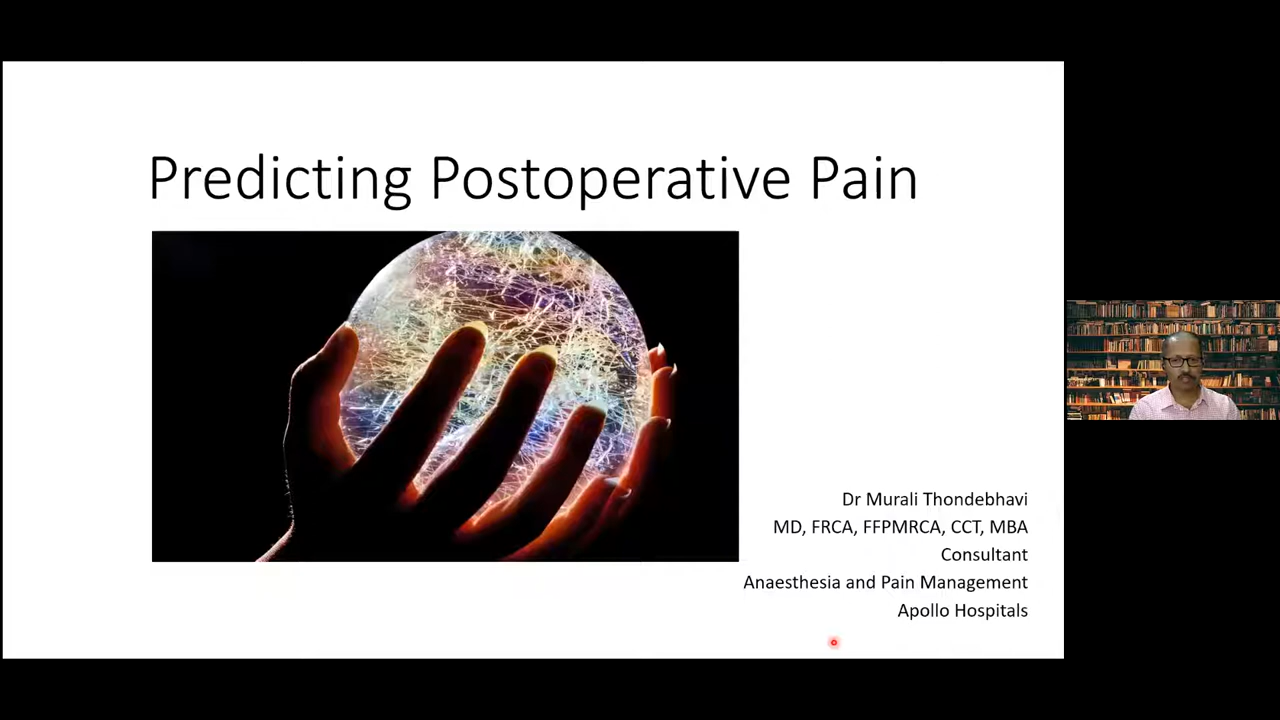 Predicting Postoperative Pain
Dr Murali Thondebhavi
MD, FRCA, FFPMRCA, CCT, MBA
Consultant
Anaesthesia and Pain Management
Apollo Hospitals